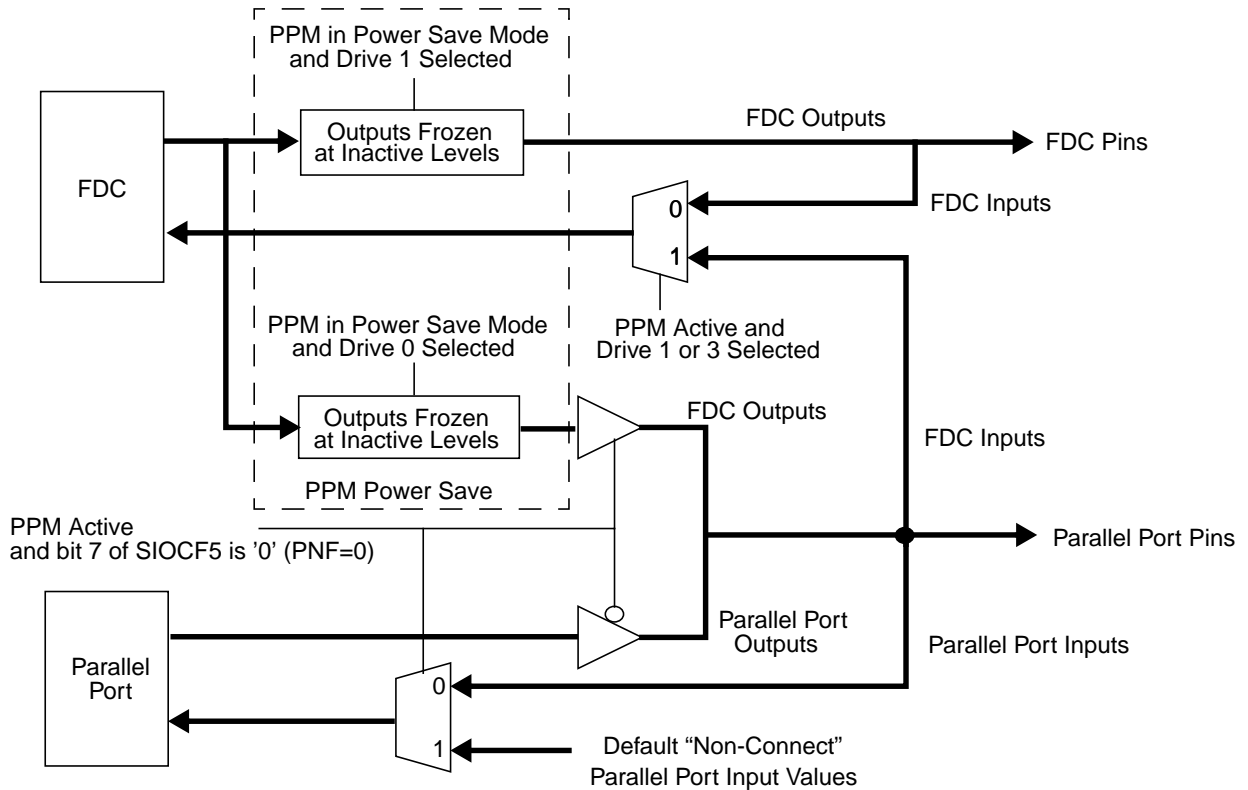 PPM in Power Save Mode
and Drive 1 Selected
FDC
Outputs Frozen
at Inactive Levels
FDC Outputs
FDC Pins
0
FDC Inputs
1
PPM in Power Save Mode
and Drive 0 Selected
PPM Active and
Drive 1 or 3 Selected
Outputs Frozen
at Inactive Levels
FDC Outputs
FDC Inputs
PPM Power Save
PPM Active
and bit 7 of SIOCF5 is '0' (PNF=0)
Parallel Port Pins
Parallel
Port
Parallel Port
Outputs
Parallel Port Inputs
0
1
Default “Non-Connect”
Parallel Port Input Values